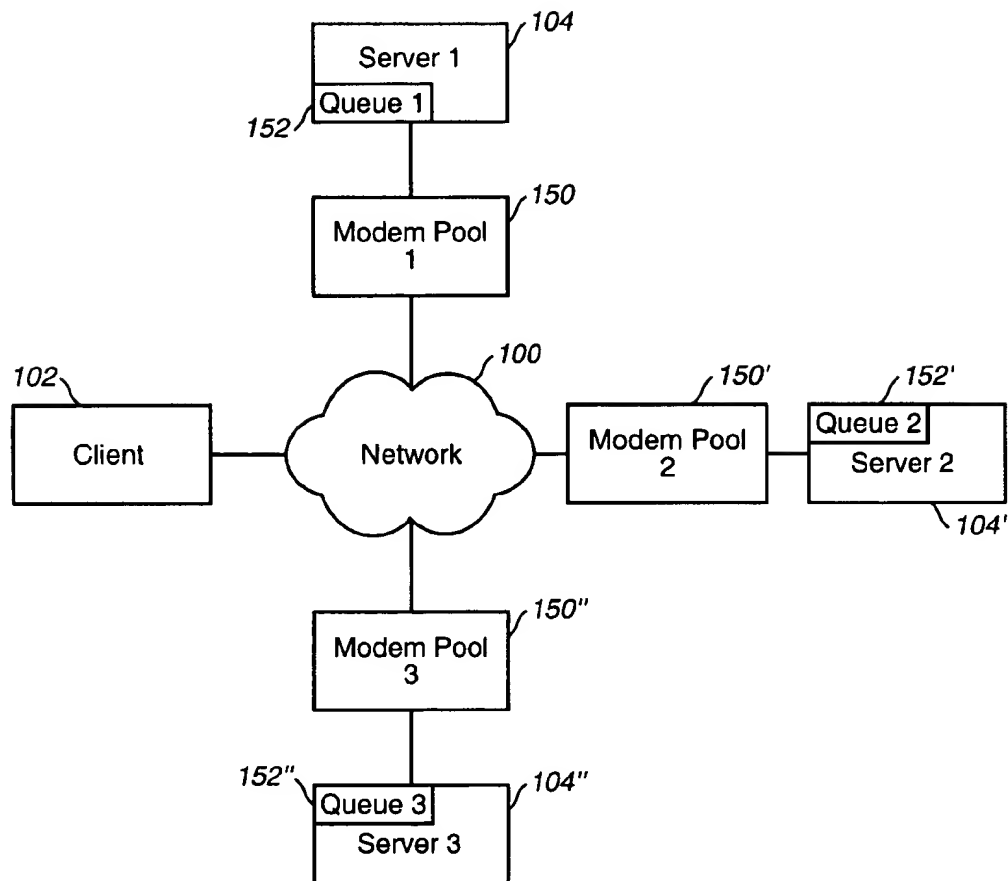 104
Server 1
Queue 1
152
150
Modem Pool
1
100
102
150'
152'
Client
Network
Modem Pool
2
Queue 2
Server 2
104'
150"
Modem Pool
3
152"
104"
Queue 3
Server 3